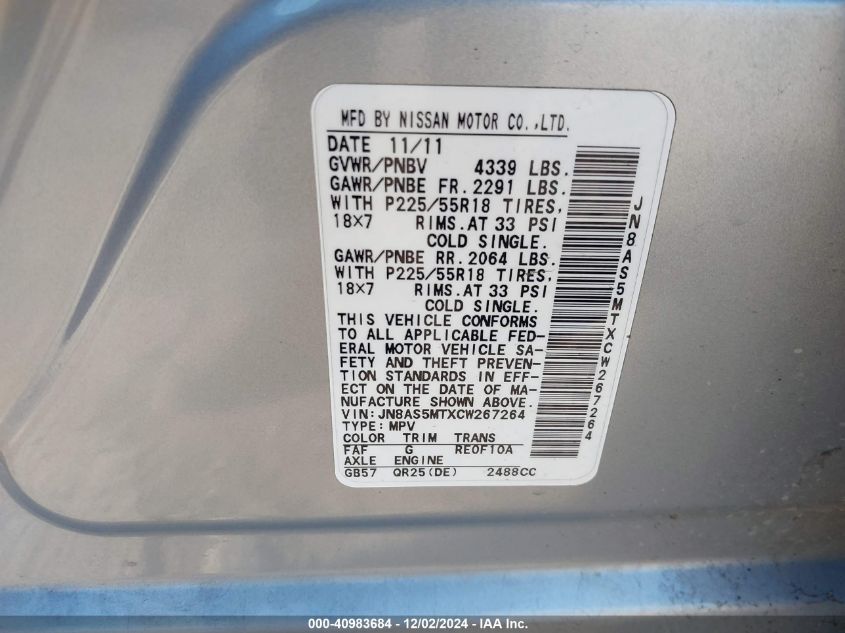 MFD BY NISSAN MOTOR CO.,LTD.
DATE 11/11
GVWR/PNBV 4339 LBS.
GAWR/PNBE FR. 2291 LBS.
WITH P225/55R18 TIRES,
18×7 RIMS.AT 33 PSI
COLD SINGLE.
GAWR/PNBE RR. 2064 LBS.
WITH P225/55R18 TIRES,
18×7 RIMS.AT 33 PSI
COLD SINGLE.
THIS VEHICLE CONFORMS
TO ALL APPLICABLE FED-
ERAL MOTOR VEHICLE SA-
FETY AND THEFT PREVEN-
TION STANDARDS IN EFF-
ECT ON THE DATE OF MA-
NUFACTURE SHOWN ABOVE.
VIN:JN8AS5MTXCW267264
TYPE: MPV
COLOR TRIM TRANS
FAF G RE0F10A
AXLE ENGINE
GB57 QR25(DE) 2488CC
JN8AS5MTXCW267264
000-40983684 - 12/02/2024 - IAA Inc.